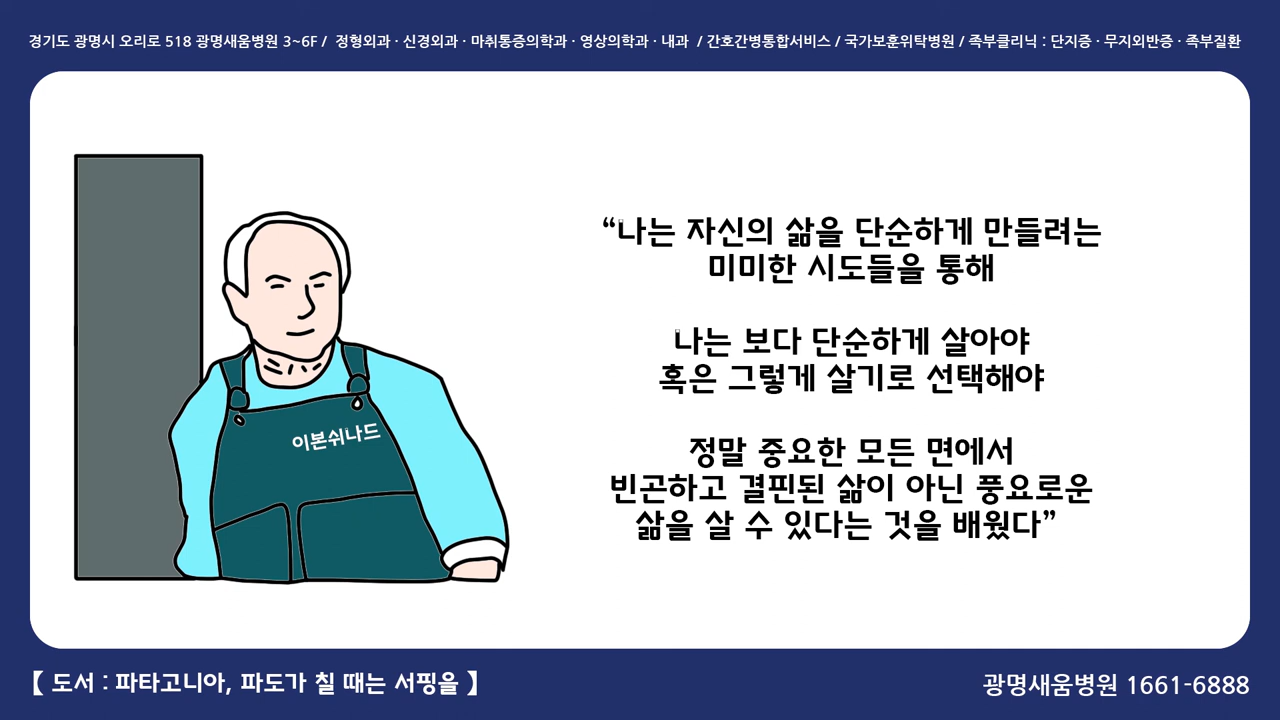 경기도 광명시 오리로 518 광명새움병원 3~6F / 정형외과 · 신경외과 · 마취통증의학과 · 영상의학과 · 내과 / 간호간병통합서비스 / 국가보훈위탁병원 / 족부클리닉 : 단지증 · 무지외반증 · 족부질환
“나는 자신의 삶을 단순하게 만들려는
미미한 시도들을 통해
나는 보다 단순하게 살아야
혹은 그렇게 살기로 선택해야
정말 중요한 모든 면에서
빈곤하고 결핀된 삶이 아닌 풍요로운
삶을 살 수 있다는 것을 배웠다”
이본쉬나드
【 도서 : 파타고니아, 파도가 칠 때는 서핑을 】
광명새움병원 1661-6888